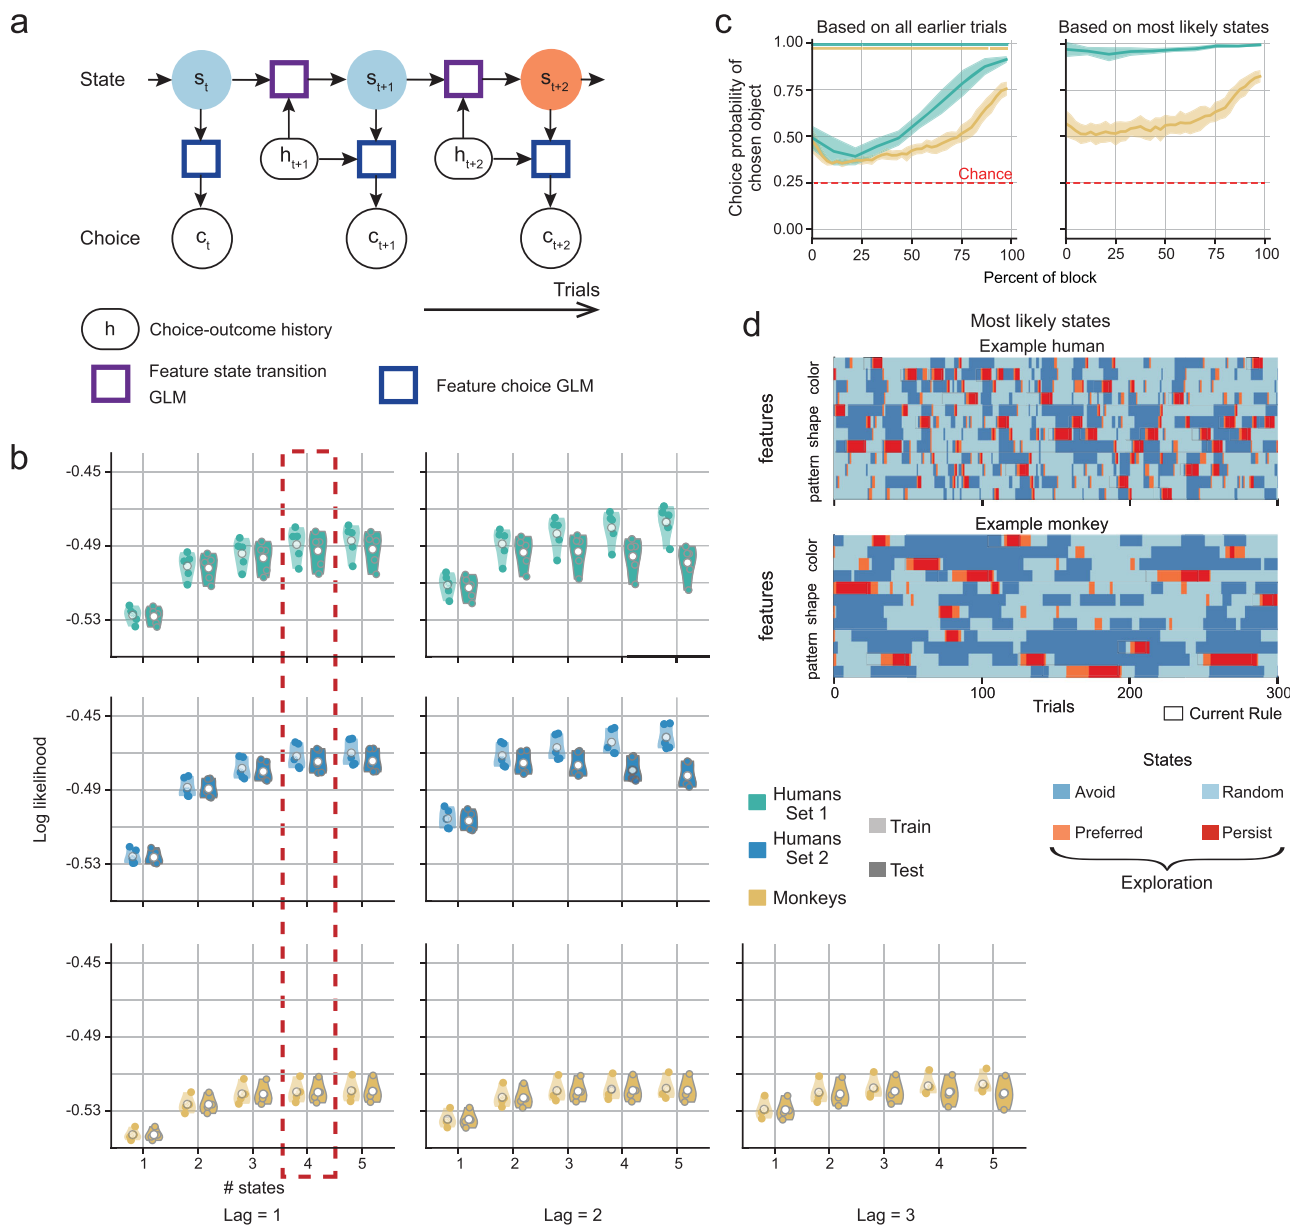 a
State
s_t
s_t+1
s_t+2
h_t+1
h_t+2
Choice
c_t
c_t+1
c_t+2
Trials
h
Choice-outcome history
Feature state transition
GLM
Feature choice GLM
c
Based on all earlier trials
Based on most likely states
Choice probability of
chosen object
1.00
0.75
0.50
0.25
0.00
Chance
0
25
50
75
100
0
25
50
75
100
Percent of block
d
Most likely states
Example human
features
color
shape
pattern
0
100
200
300
Example monkey
features
color
shape
pattern
0
100
200
300
Trials
Current Rule
States
Avoid
Random
Preferred
Persist
Exploration
b
Log likelihood
-0.45
-0.49
-0.53
-0.45
-0.49
-0.53
-0.45
-0.49
-0.53
1
2
3
4
5
1
2
3
4
5
1
2
3
4
5
# states
Lag = 1
Lag = 2
Lag = 3
Humans
Set 1
Humans
Set 2
Monkeys
Train
Test